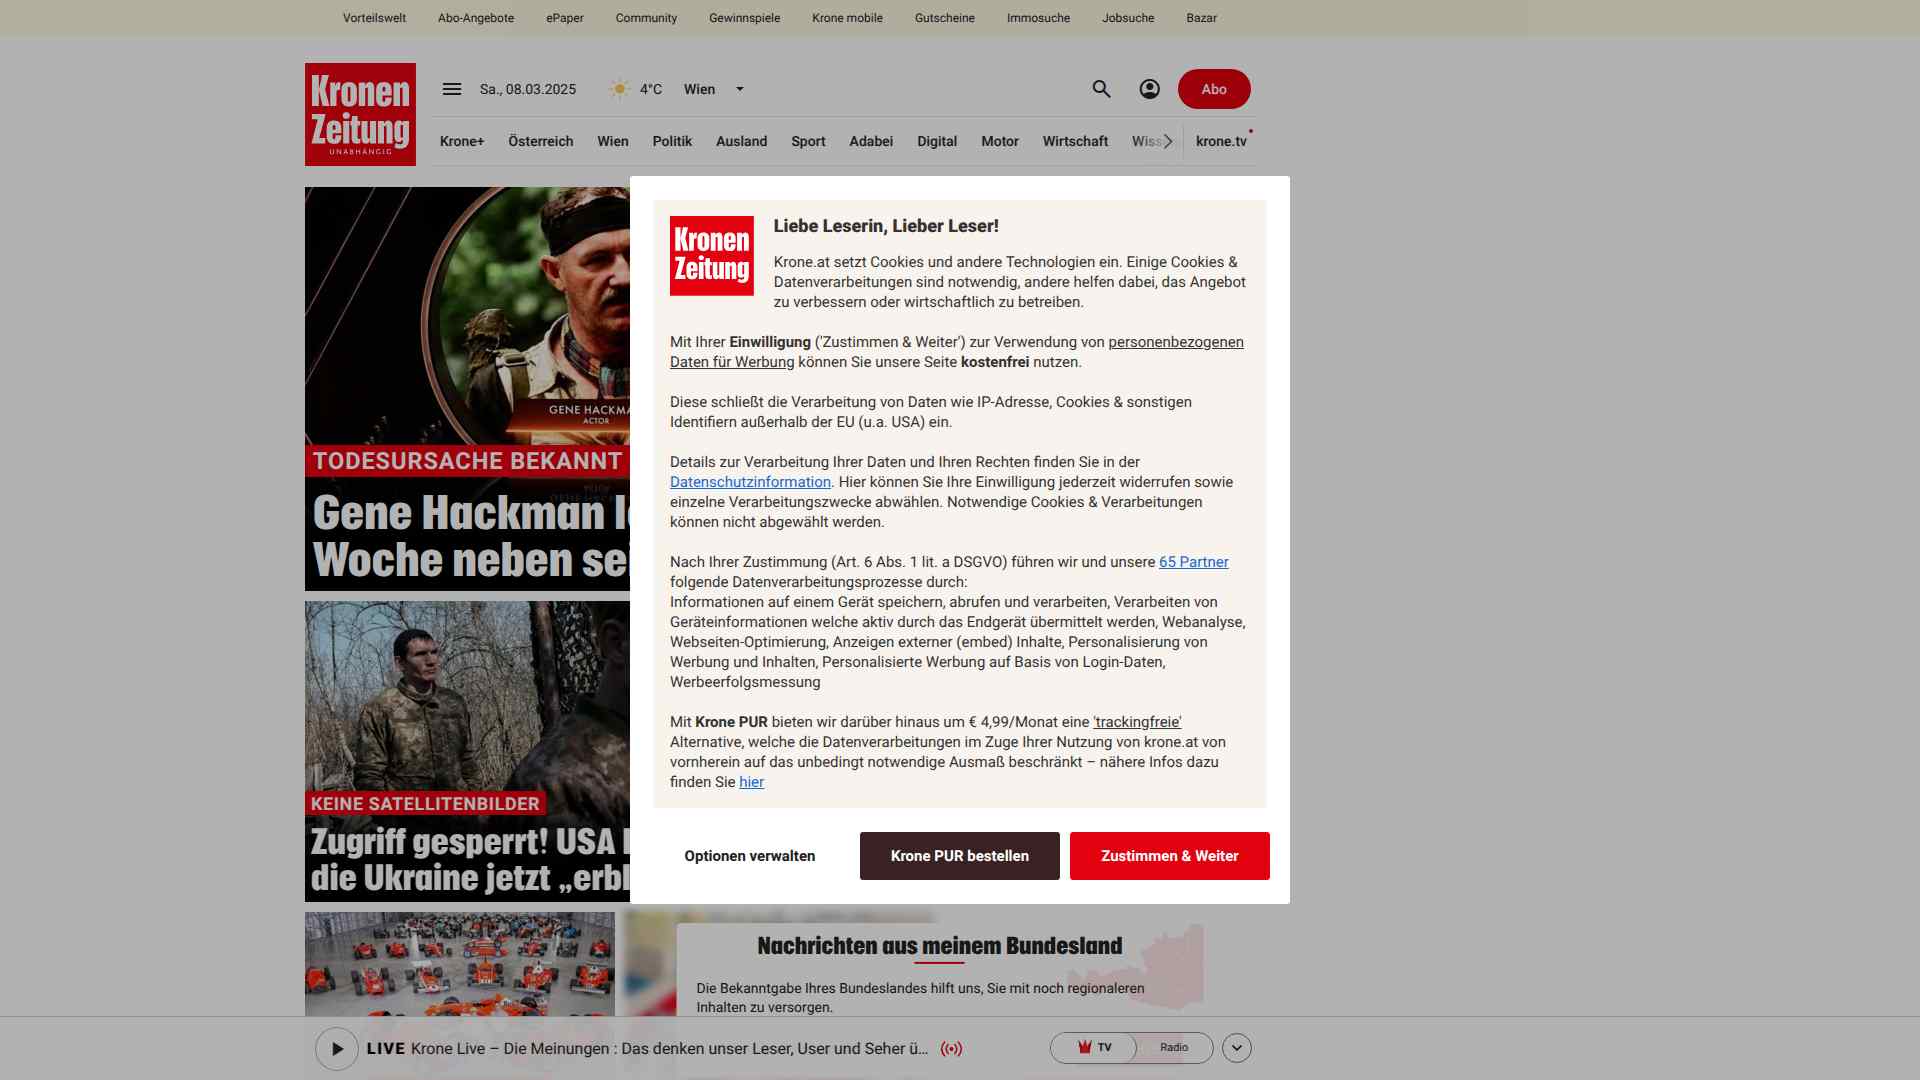 Vorteilswelt Abo-Angebote ePaper Community Gewinnspiele Krone mobile Gutscheine Immosuche Jobsuche Bazar
Kronen
Zeitung
UNABHÄNGIG
Sa., 08.03.2025 4°C Wien Abo
Krone+ Österreich Wien Politik Ausland Sport Adabei Digital Motor Wirtschaft krone.tv
GENE HACKMA
ACTOR
TODESURSACHE BEKANNT
Gene Hackman l
Woche neben sei
KEINE SATELLITENBILDER
Zugriff gesperrt! USA
die Ukraine jetzt „erbl
Kronen
Zeitung
Liebe Leserin, Lieber Leser!
Krone.at setzt Cookies und andere Technologien ein. Einige Cookies &
Datenverarbeitungen sind notwendig, andere helfen dabei, das Angebot
zu verbessern oder wirtschaftlich zu betreiben.
Mit Ihrer Einwilligung ('Zustimmen & Weiter') zur Verwendung von personenbezogenen
Daten für Werbung können Sie unsere Seite kostenfrei nutzen.
Diese schließt die Verarbeitung von Daten wie IP-Adresse, Cookies & sonstigen
Identifiern außerhalb der EU (u.a. USA) ein.
Details zur Verarbeitung Ihrer Daten und Ihren Rechten finden Sie in der
Datenschutzinformation. Hier können Sie Ihre Einwilligung jederzeit widerrufen sowie
einzelne Verarbeitungszwecke abwählen. Notwendige Cookies & Verarbeitungen
können nicht abgewählt werden.
Nach Ihrer Zustimmung (Art. 6 Abs. 1 lit. a DSGVO) führen wir und unsere 65 Partner
folgende Datenverarbeitungsprozesse durch:
Informationen auf einem Gerät speichern, abrufen und verarbeiten, Verarbeiten von
Geräteinformationen welche aktiv durch das Endgerät übermittelt werden, Webanalyse,
Webseiten-Optimierung, Anzeigen externer (embed) Inhalte, Personalisierung von
Werbung und Inhalten, Personalisierte Werbung auf Basis von Login-Daten,
Werbeerfolgsmessung
Mit Krone PUR bieten wir darüber hinaus um € 4,99/Monat eine 'trackingfreie'
Alternative, welche die Datenverarbeitungen im Zuge Ihrer Nutzung von krone.at von
vornherein auf das unbedingt notwendige Ausmaß beschränkt – nähere Infos dazu
finden Sie hier
Optionen verwalten Krone PUR bestellen Zustimmen & Weiter
Nachrichten aus meinem Bundesland
Die Bekanntgabe Ihres Bundeslandes hilft uns, Sie mit noch regionaleren
Inhalten zu versorgen.
LIVE Krone Live – Die Meinungen : Das denken unser Leser, User und Seher ü... TV Radio